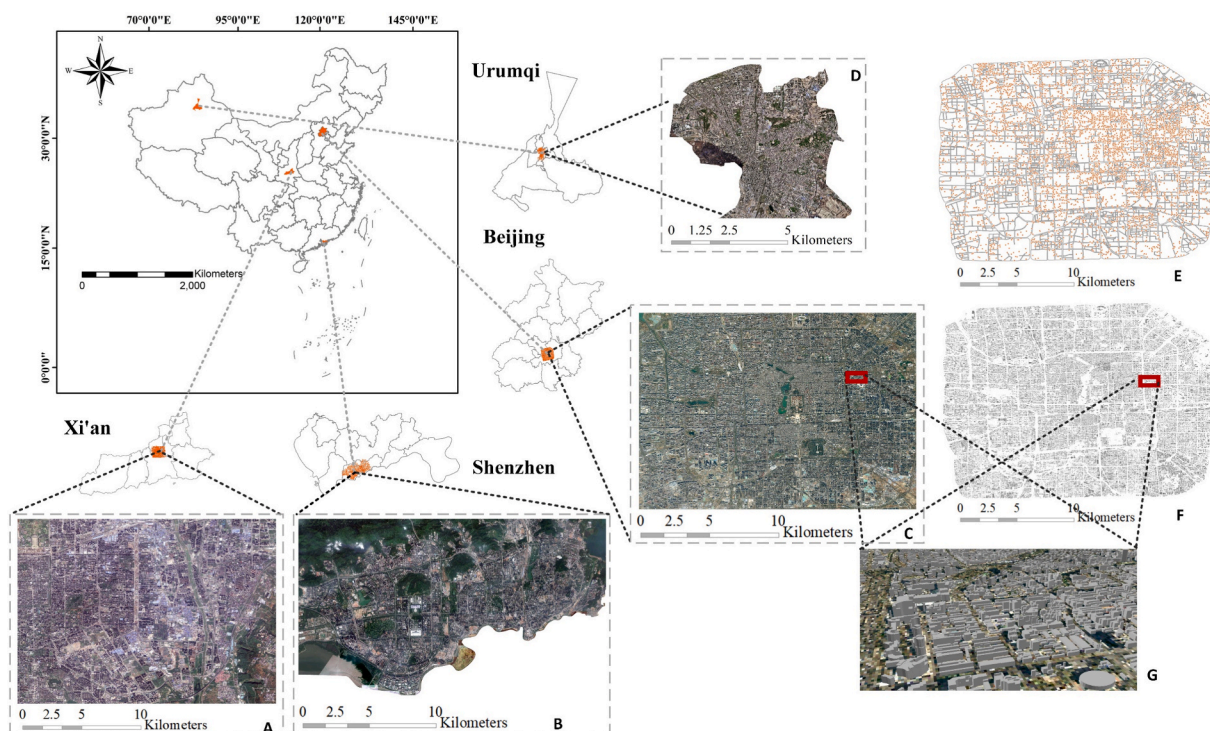 70°0'0"E 95°0'0"E 120°0'0"E 145°0'0"E
N
W E
S
30°0'0"N
15°0'0"N
0°0'0"
Kilometers
0 2,000
Urumqi
D
0 1.25 2.5 5
Kilometers
E
0 2.5 5 10
Kilometers
Beijing
0 2.5 5 10
Kilometers
C
F
0 2.5 5 10
Kilometers
G
Xi'an
Shenzhen
0 2.5 5 10
Kilometers
A
0 2.5 5 10
Kilometers
B